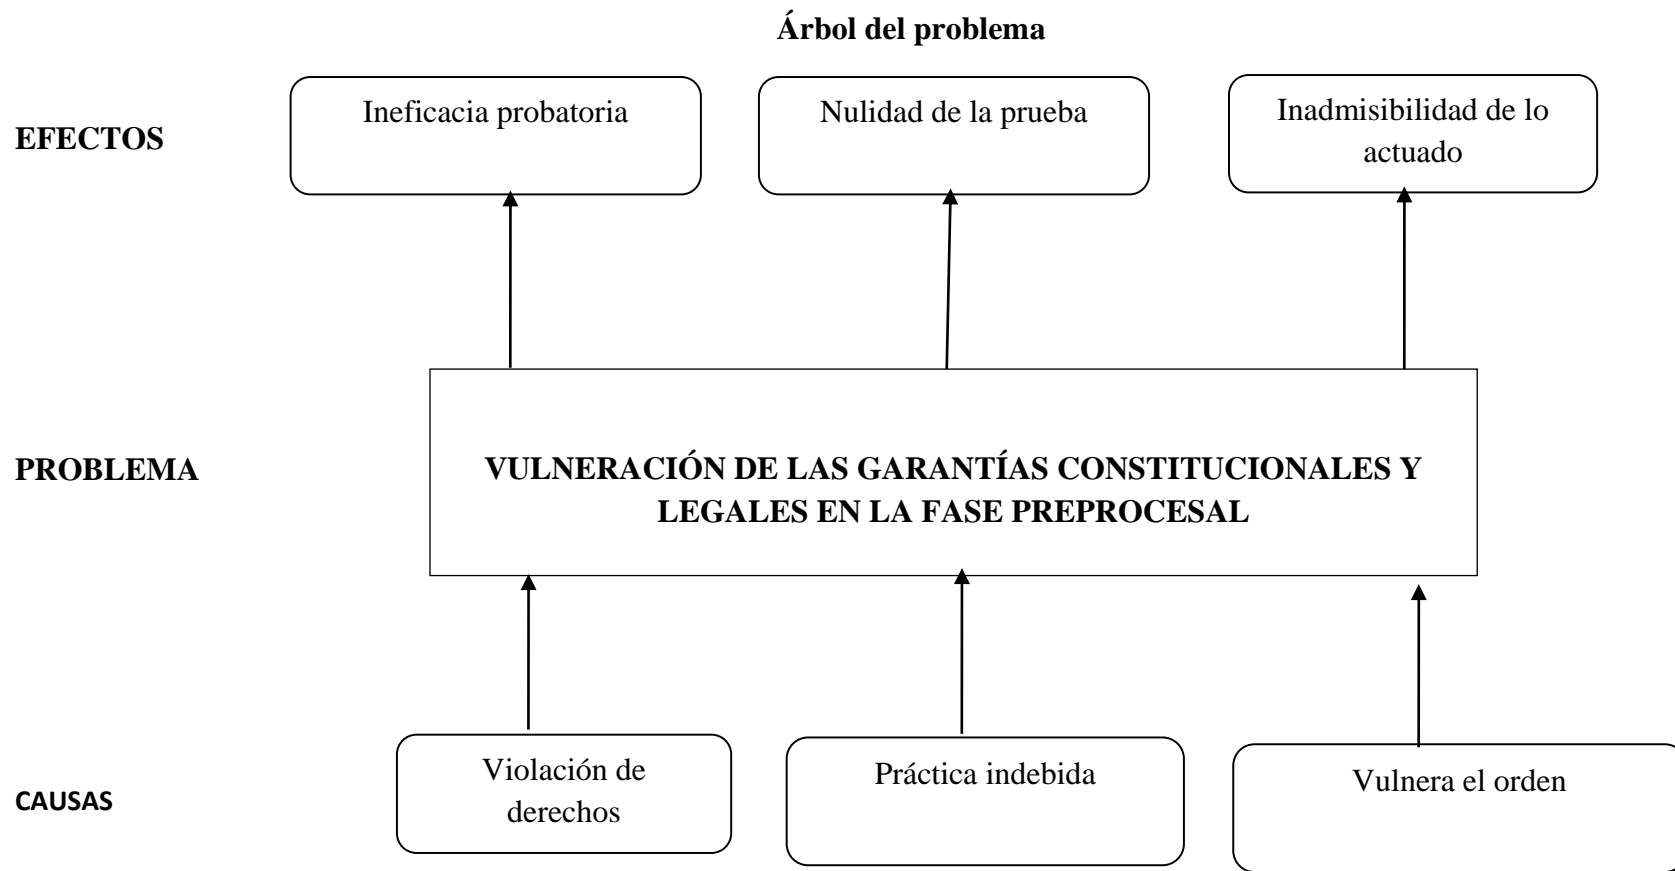 Árbol del problema
EFECTOS
Ineficacia probatoria
Nulidad de la prueba
Inadmisibilidad de lo
actuado
PROBLEMA
VULNERACIÓN DE LAS GARANTÍAS CONSTITUCIONALES Y
LEGALES EN LA FASE PREPROCESAL
CAUSAS
Violación de
derechos
Práctica indebida
Vulnera el orden